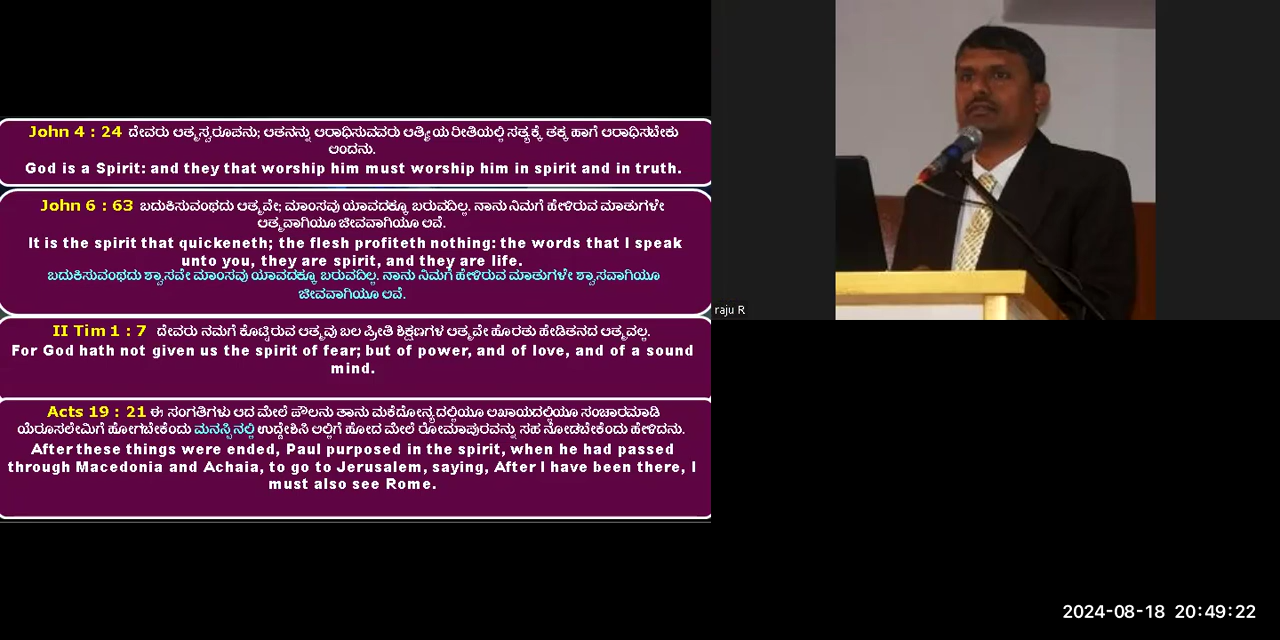 John 4 : 24 ದೇವರು ಆತ್ಮಸ್ವರೂಪನು; ಆತನನ್ನು ಆರಾಧಿಸುವವರು ಆತ್ಮೀಯ ರೀತಿಯಲ್ಲಿ ಸತ್ಯಕ್ಕೆ ತಕ್ಕ ಹಾಗೆ ಆರಾಧಿಸಬೇಕು
ಅಂದನು.
God is a Spirit: and they that worship him must worship him in spirit and in truth.
John 6 : 63 ಬದುಕಿಸುವಂಥದು ಆತ್ಮವೇ; ಮಾಂಸವು ಯಾವದಕ್ಕೂ ಬರುವದಿಲ್ಲ. ನಾನು ನಿಮಗೆ ಹೇಳಿರುವ ಮಾತುಗಳೇ
ಆತ್ಮವಾಗಿಯೂ ಜೀವವಾಗಿಯೂ ಅವೆ.
It is the spirit that quickeneth; the flesh profiteth nothing: the words that I speak
unto you, they are spirit, and they are life.
ಬದುಕಿಸುವಂಥದು ಶ್ವಾಸವೇ ಮಾಂಸವು ಯಾವದಕ್ಕೂ ಬರುವದಿಲ್ಲ. ನಾನು ನಿಮಗೆ ಹೇಳಿರುವ ಮಾತುಗಳೇ ಶ್ವಾಸವಾಗಿಯೂ
ಜೀವವಾಗಿಯೂ ಅವೆ.
II Tim 1 : 7 ದೇವರು ನಮಗೆ ಕೊಟ್ಟಿರುವ ಆತ್ಮವು ಬಲ ಪ್ರೀತಿ ಶಿಕ್ಷಣಗಳ ಆತ್ಮವೇ ಹೊರತು ಹೇಡಿತನದ ಆತ್ಮವಲ್ಲ.
For God hath not given us the spirit of fear; but of power, and of love, and of a sound
mind.
Acts 19 : 21 ಈ ಸಂಗತಿಗಳು ಆದ ಮೇಲೆ ಪೌಲನು ತಾನು ಮಕೆದೋನ್ಯದಲ್ಲಿಯೂ ಅಖಾಯದಲ್ಲಿಯೂ ಸಂಚಾರಮಾಡಿ
ಯೆರೂಸಲೇಮಿಗೆ ಹೋಗಬೇಕೆಂದು ಮನಸ್ಸಿನಲ್ಲಿ ಉದ್ದೇಶಿಸಿ ಅಲ್ಲಿಗೆ ಹೋದ ಮೇಲೆ ರೋಮಾಪುರವನ್ನು ಸಹ ನೋಡಬೇಕೆಂದು ಹೇಳಿದನು.
After these things were ended, Paul purposed in the spirit, when he had passed
through Macedonia and Achaia, to go to Jerusalem, saying, After I have been there, I
must also see Rome.
raju R
2024-08-18 20:49:22